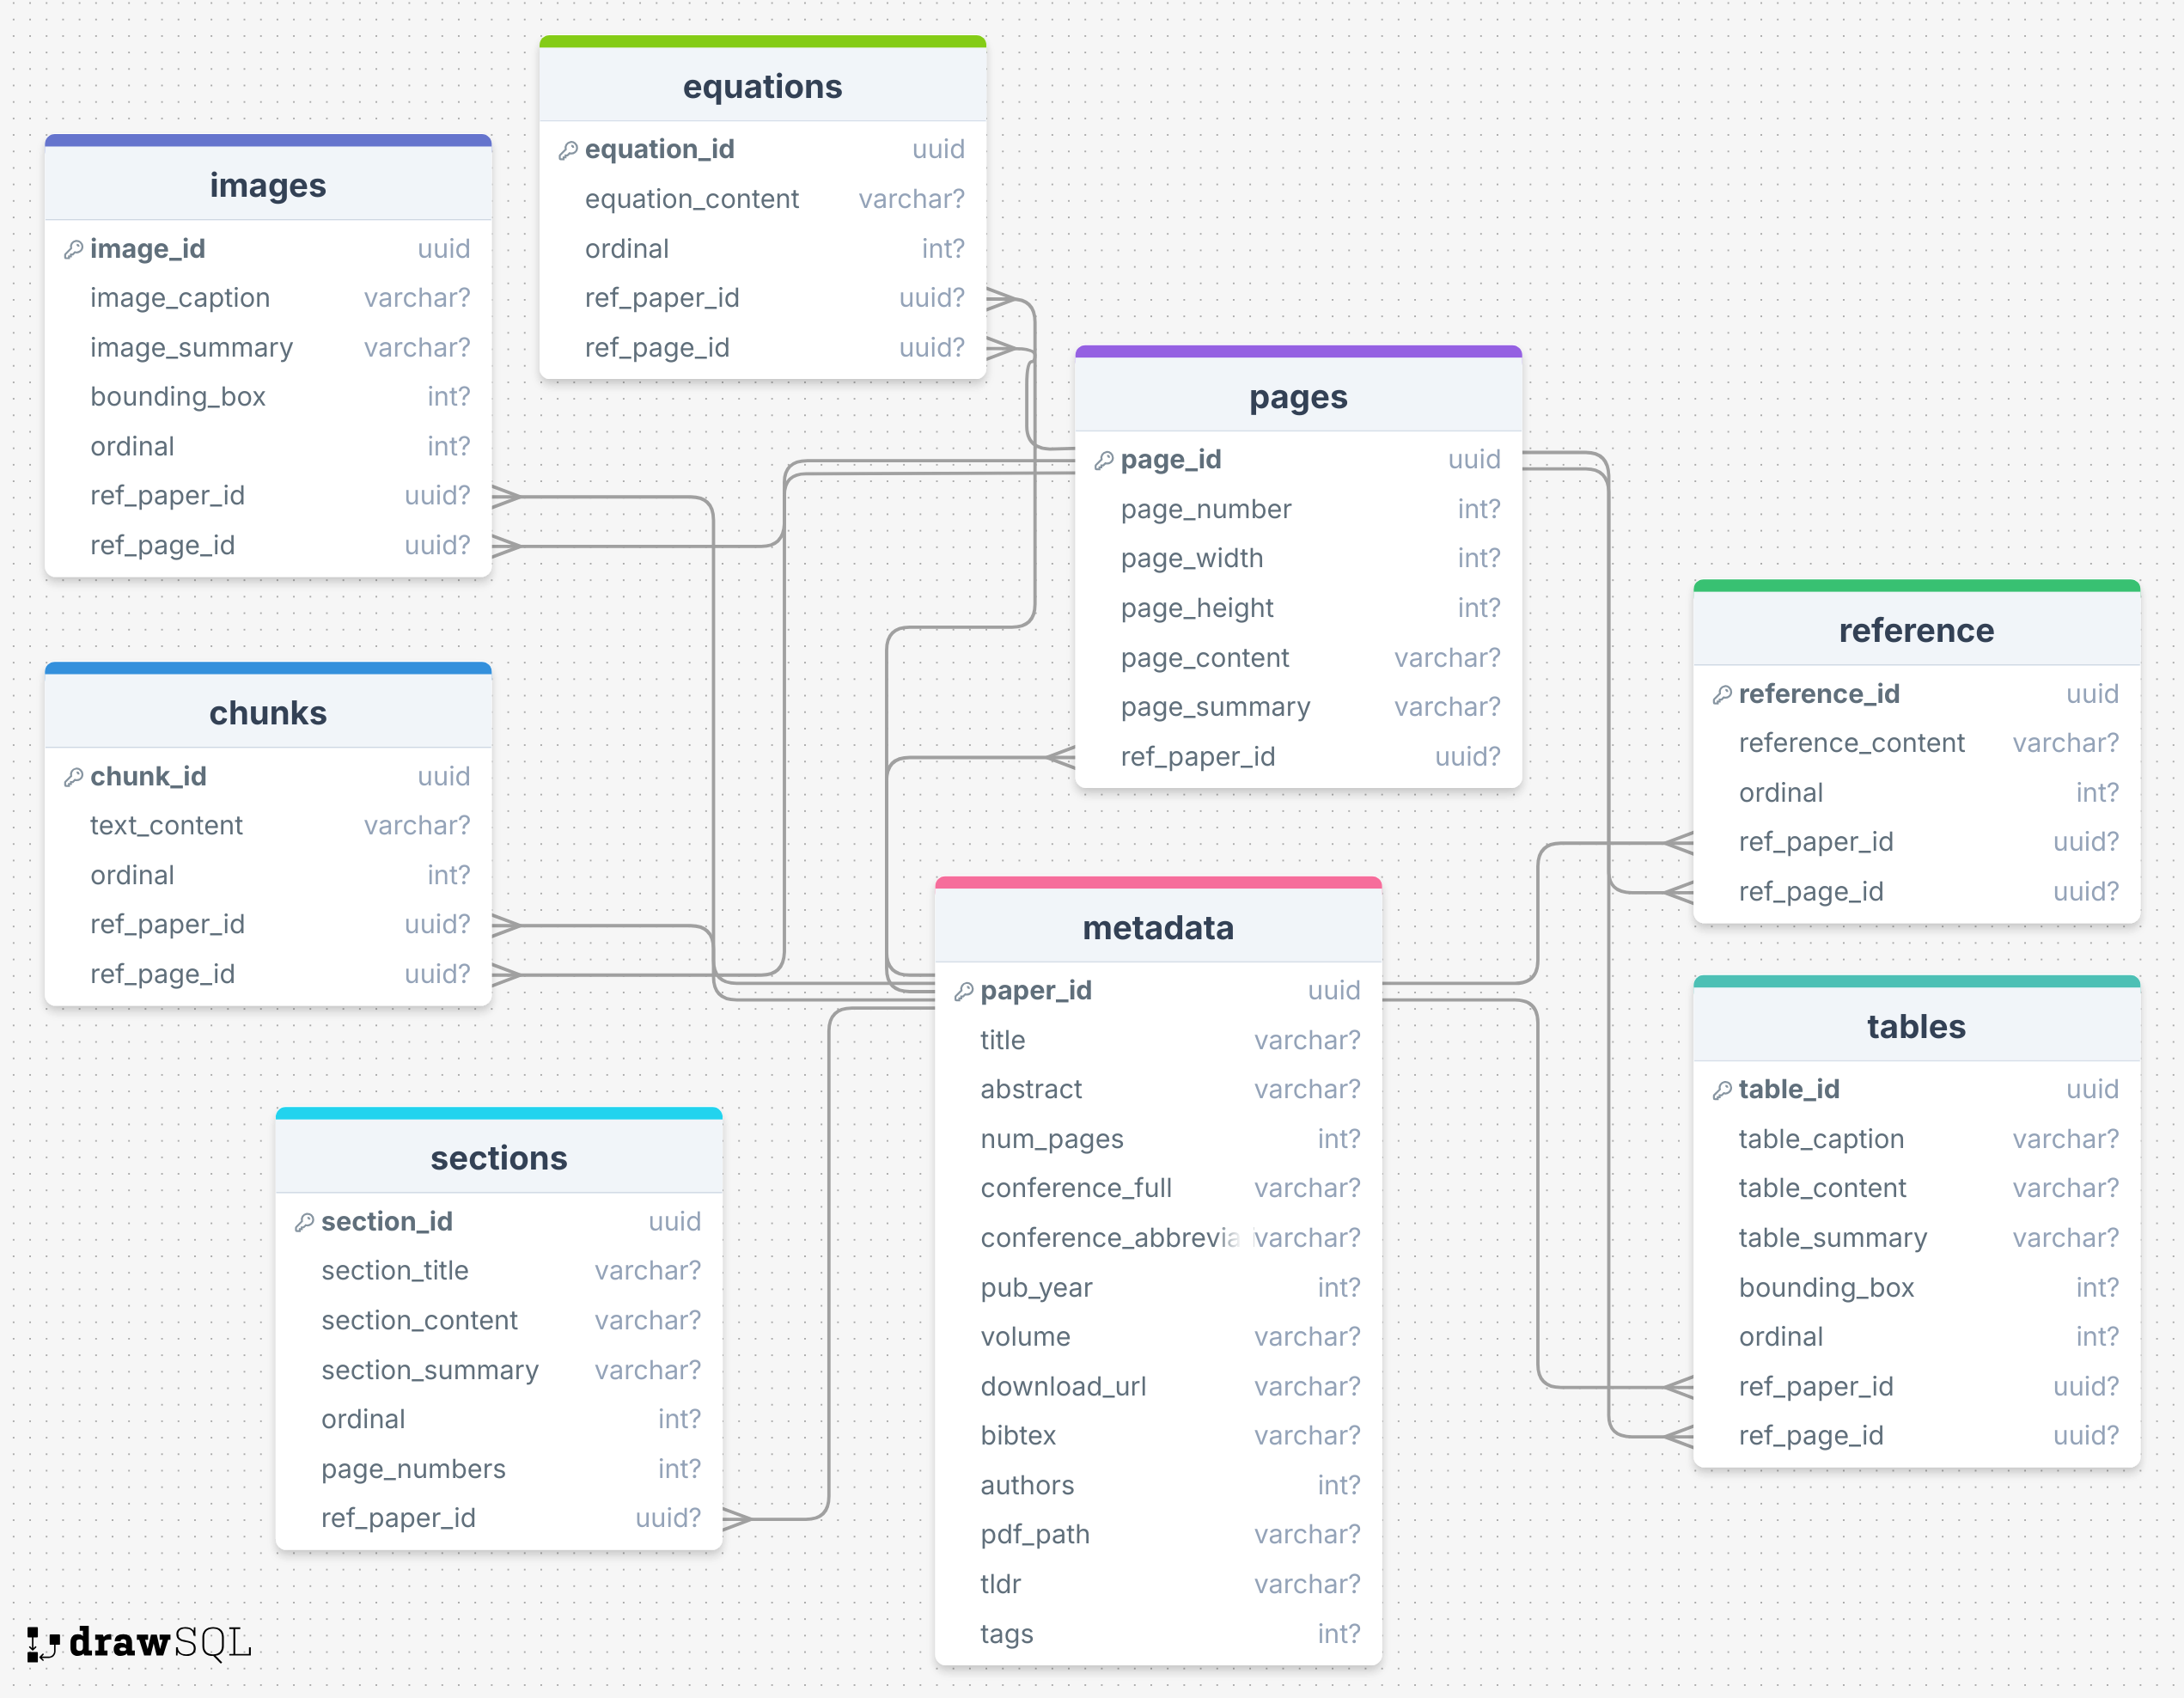 equations
equation_id uuid
equation_content varchar?
ordinal int?
ref_paper_id uuid?
ref_page_id uuid?
images
image_id uuid
image_caption varchar?
image_summary varchar?
bounding_box int?
ordinal int?
ref_paper_id uuid?
ref_page_id uuid?
pages
page_id uuid
page_number int?
page_width int?
page_height int?
page_content varchar?
page_summary varchar?
ref_paper_id uuid?
reference
reference_id uuid
reference_content varchar?
ordinal int?
ref_paper_id uuid?
ref_page_id uuid?
chunks
chunk_id uuid
text_content varchar?
ordinal int?
ref_paper_id uuid?
ref_page_id uuid?
metadata
paper_id uuid
title varchar?
abstract varchar?
num_pages int?
conference_full varchar?
conference_abbrevia varchar?
pub_year int?
volume varchar?
download_url varchar?
bibtex varchar?
authors int?
pdf_path varchar?
tldr varchar?
tags int?
tables
table_id uuid
table_caption varchar?
table_content varchar?
table_summary varchar?
bounding_box int?
ordinal int?
ref_paper_id uuid?
ref_page_id uuid?
sections
section_id uuid
section_title varchar?
section_content varchar?
section_summary varchar?
ordinal int?
page_numbers int?
ref_paper_id uuid?
drawSQL